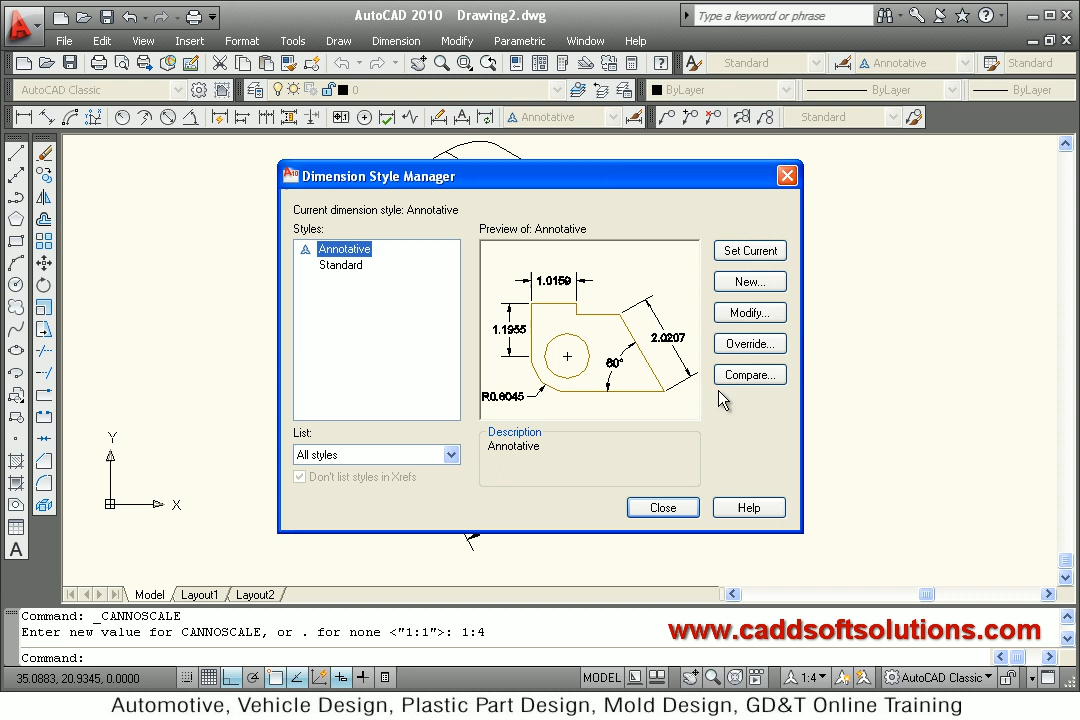 AutoCAD 2010 Drawing2.dwg
Type a keyword or phrase
File Edit View Insert Format Tools Draw Dimension Modify Parametric Window Help
Standard Annotative Standard
AutoCAD Classic 0 ByLayer ByLayer ByLayer
Annotative Standard
Dimension Style Manager
Current dimension style: Annotative
Styles:
Annotative
Standard
Preview of: Annotative
1.0159
1.1955
2.0207
60°
R0.8045
Set Current
New...
Modify...
Override...
Compare...
List:
All styles
Don't list styles in Xrefs
Description
Annotative
Close Help
Y
X
A
Model Layout1 Layout2
Command: _CANNOSCALE
Enter new value for CANNOSCALE, or . for none <"1:1">: 1:4
Command:
www.caddsoftsolutions.com
35.0883, 20.9345, 0.0000 MODEL 1:4 AutoCAD Classic
Automotive, Vehicle Design, Plastic Part Design, Mold Design, GD&T Online Training